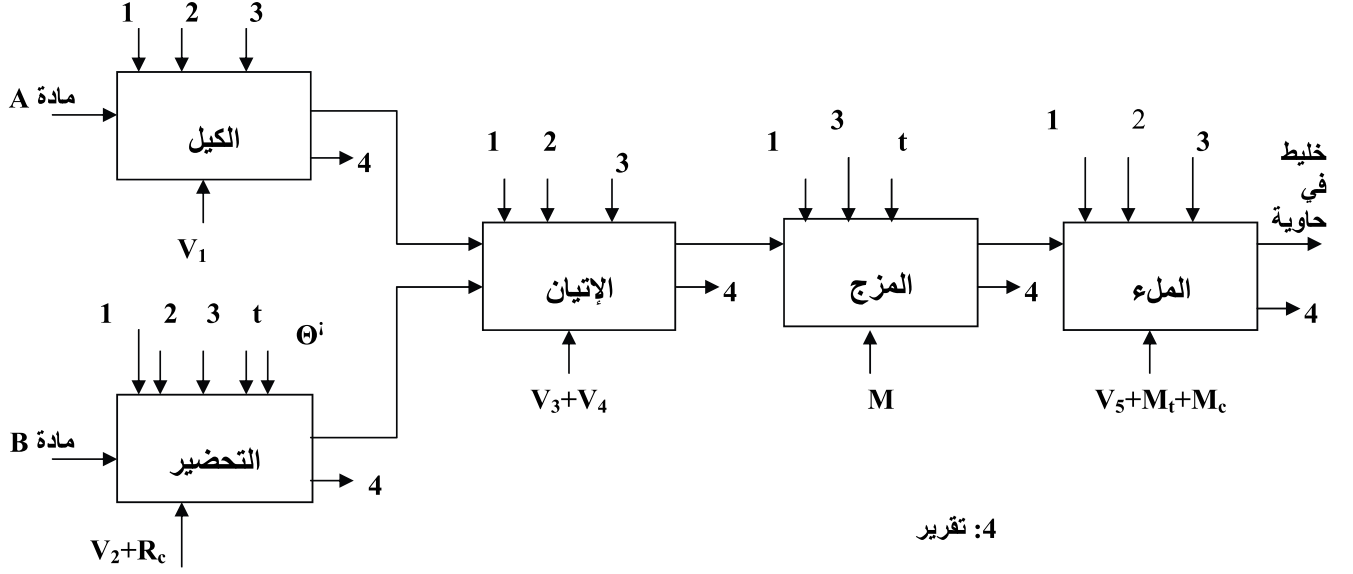 1 2 3
مادة A
الكيل
4
V1
1 2 3 t Θi
مادة B
التحضير
4
V2+Rc
1 2 3
الإتيان
4
V3+V4
1 3 t
المزج
4
M
1 2 3
الملء
4
V5+Mt+Mc
خليط
في
حاوية
4: تقرير